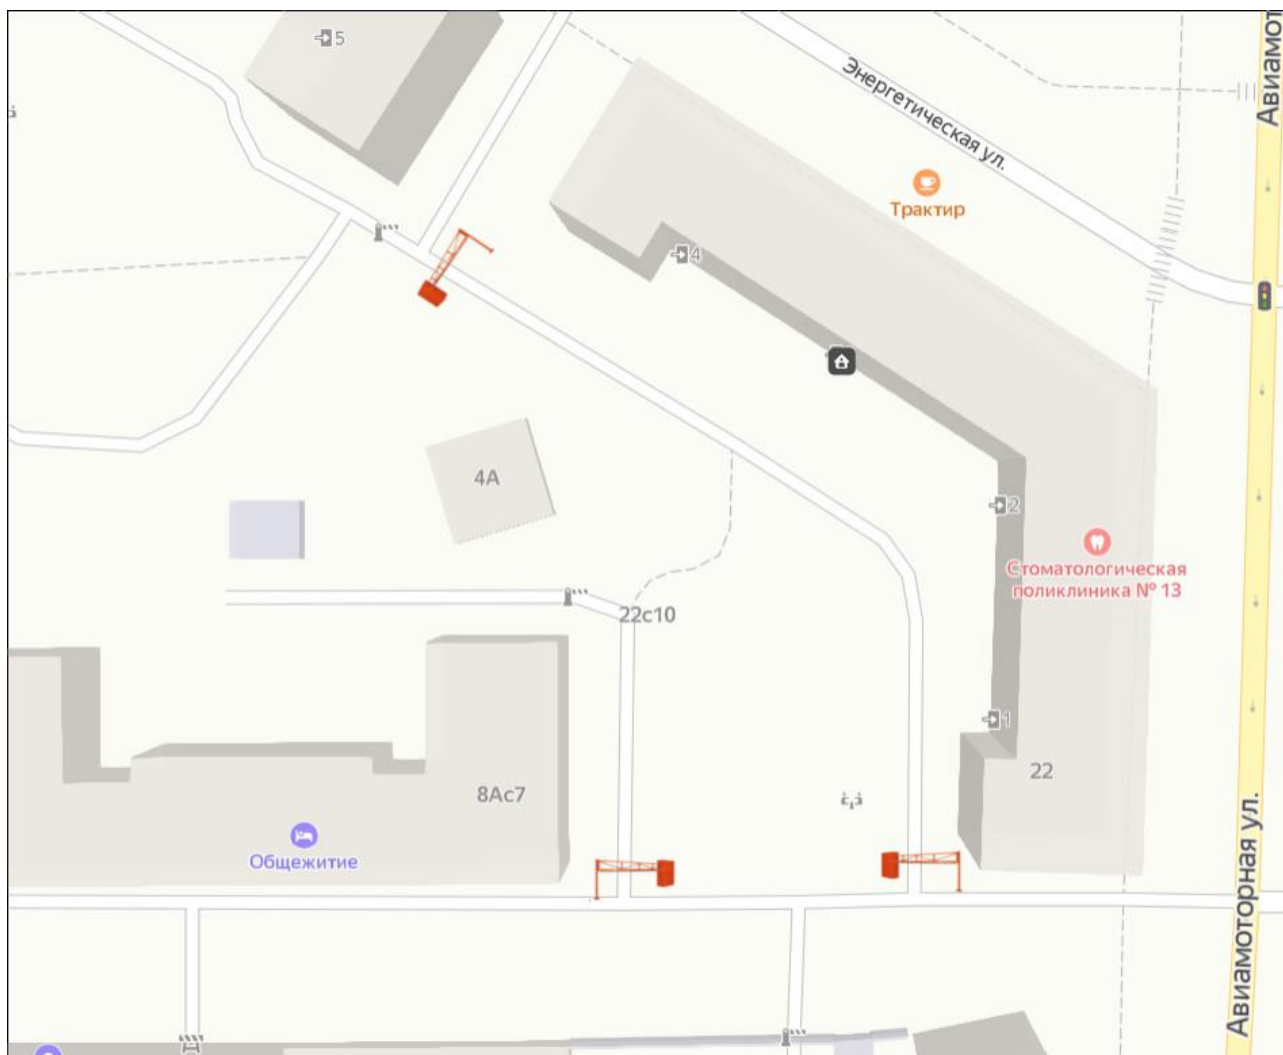 5
Авиамот
Энергетическая ул.
Трактир
4
4А
2
Стоматологическая
поликлиника № 13
22с10
1
22
8Ас7
Общежитие
Авиамоторная ул.